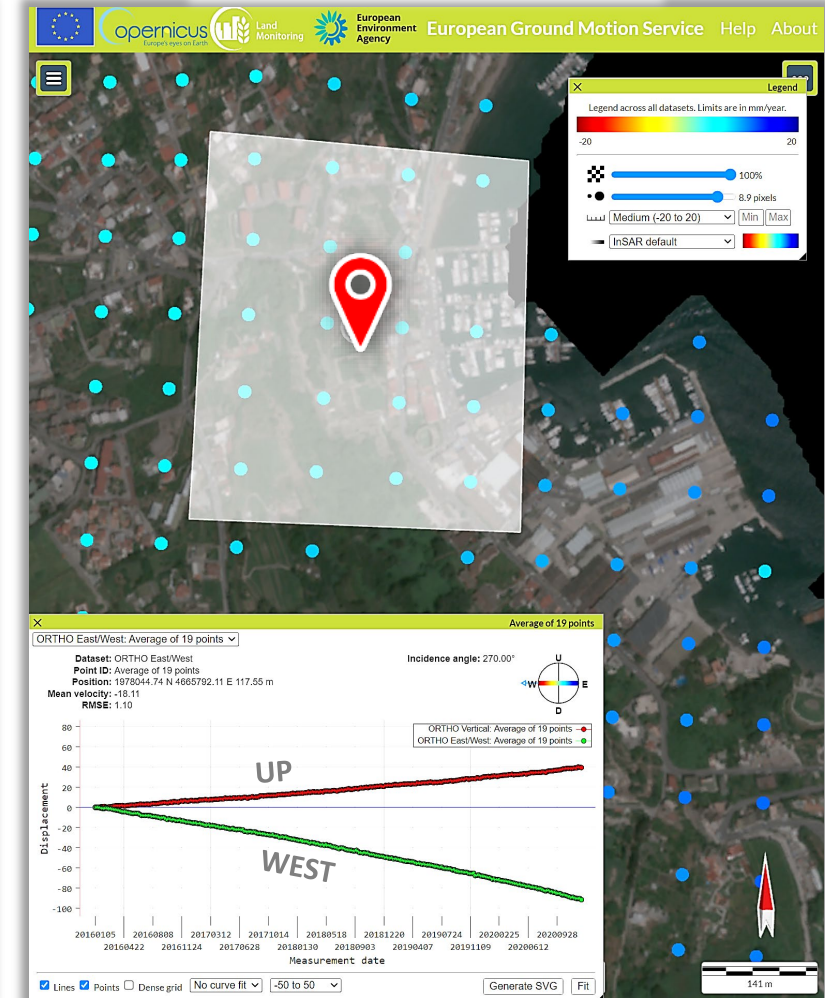 opernicus
Europe's eyes on Earth
Land
Monitoring
European
Environment
Agency
European Ground Motion Service
Help
About
Legend
Legend across all datasets. Limits are in mm/year.
-20
20
100%
8.9 pixels
Medium (-20 to 20)
Min
Max
InSAR default
Average of 19 points
ORTHO East/West: Average of 19 points
Dataset: ORTHO East/West
Point ID: Average of 19 points
Position: 1978044.74 N 4665792.11 E 117.55 m
Mean velocity: -18.11
RMSE: 1.10
Incidence angle: 270.00°
U
W
E
D
ORTHO Vertical: Average of 19 points
ORTHO East/West: Average of 19 points
80
60
40
20
0
-20
-40
-60
-80
-100
Displacement
UP
WEST
20160105 20160808 20170312 20171014 20180518 20181220 20190724 20200225 20200928
20160422 20161124 20170628 20180130 20180903 20190407 20191109 20200612
Measurement date
Lines Points Dense grid No curve fit -50 to 50 Generate SVG Fit
141 m